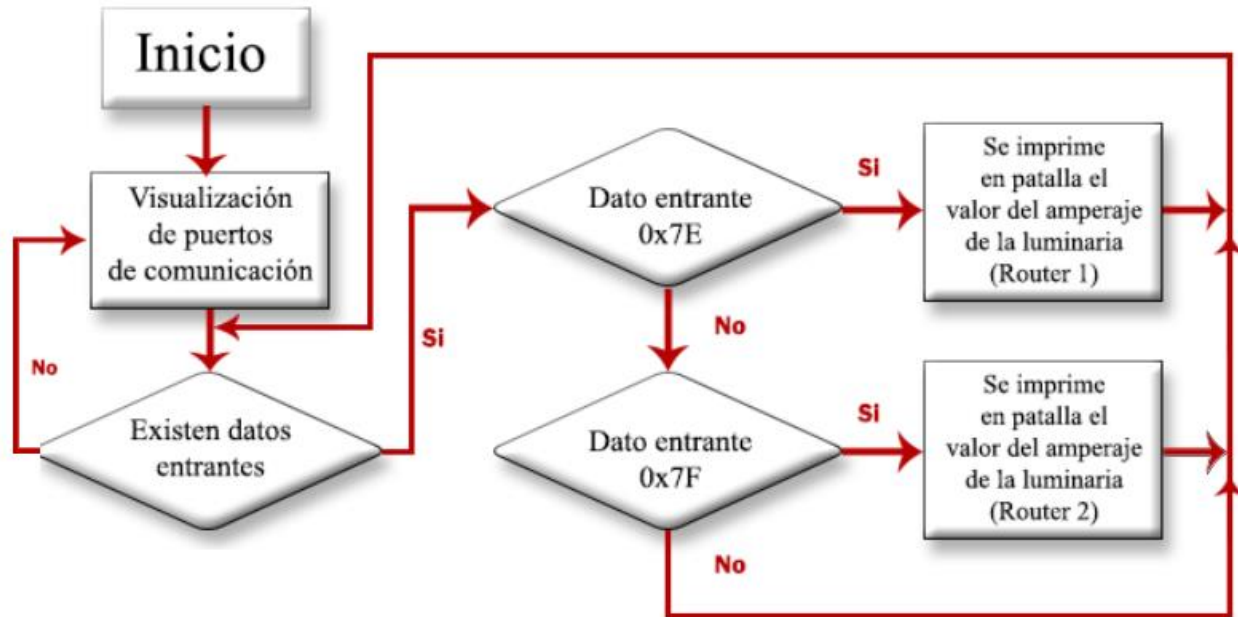 Inicio
Visualización
de puertos
de comunicación
No
Existen datos
entrantes
Si
Dato entrante
0x7E
Si
Se imprime
en patalla el
valor del amperaje
de la luminaria
(Router 1)
No
Dato entrante
0x7F
Si
Se imprime
en patalla el
valor del amperaje
de la luminaria
(Router 2)
No